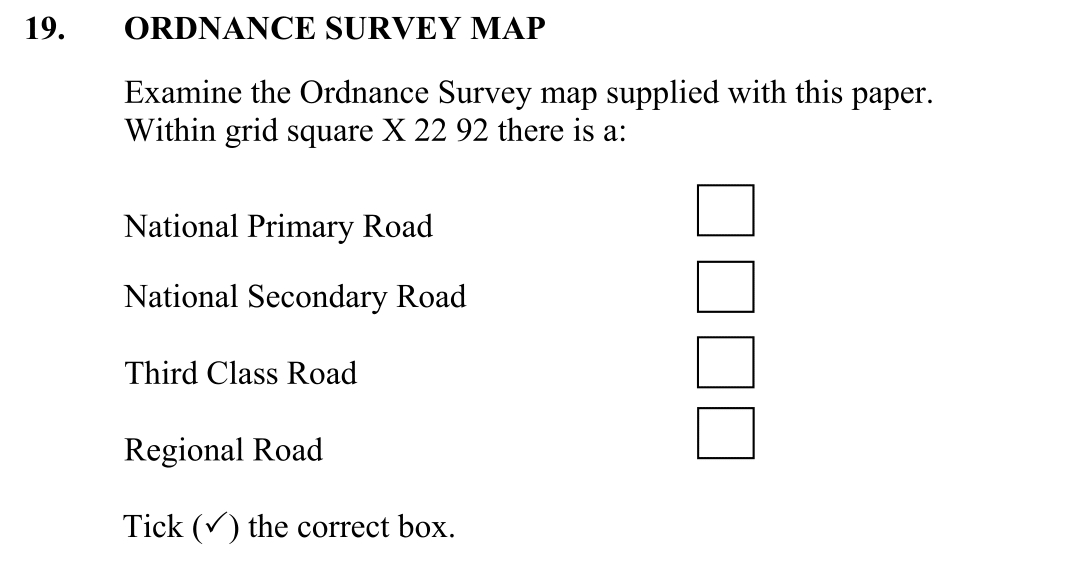 19. ORDNANCE SURVEY MAP
Examine the Ordnance Survey map supplied with this paper.
Within grid square X 22 92 there is a:
National Primary Road
National Secondary Road
Third Class Road
Regional Road
Tick (✓) the correct box.